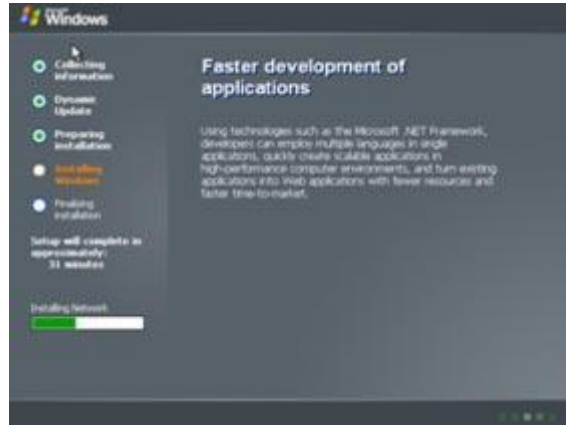 Windows
Collecting
information
Dynamic
Update
Preparing
installation
Installing
Windows
Finalizing
installation
Setup will complete in
approximately:
31 minutes
Installing Network
Faster development of
applications
Using technologies such as the Microsoft .NET Framework,
developers can employ multiple languages in single
applications, quickly create scalable applications in
high-performance computer environments, and turn existing
applications into Web applications with fewer resources and
faster time-to-market.